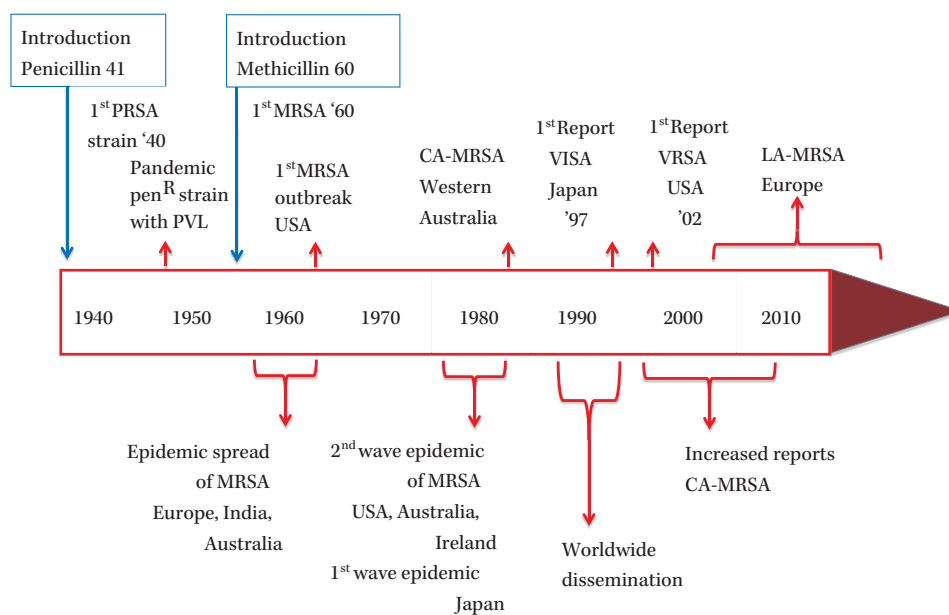 Introduction
Penicillin 41
Introduction
Methicillin 60
1st PRSA
strain ‘40
Pandemic
penR strain
with PVL
1st MRSA ‘60
1st MRSA
outbreak
USA
CA-MRSA
Western
Australia
1st Report
VISA
Japan
’97
1st Report
VRSA
USA
’02
LA-MRSA
Europe
1940 1950 1960 1970 1980 1990 2000 2010
Epidemic spread
of MRSA
Europe, India,
Australia
2nd wave epidemic
of MRSA
USA, Australia,
Ireland
1st wave epidemic
Japan
Worldwide
dissemination
Increased reports
CA-MRSA